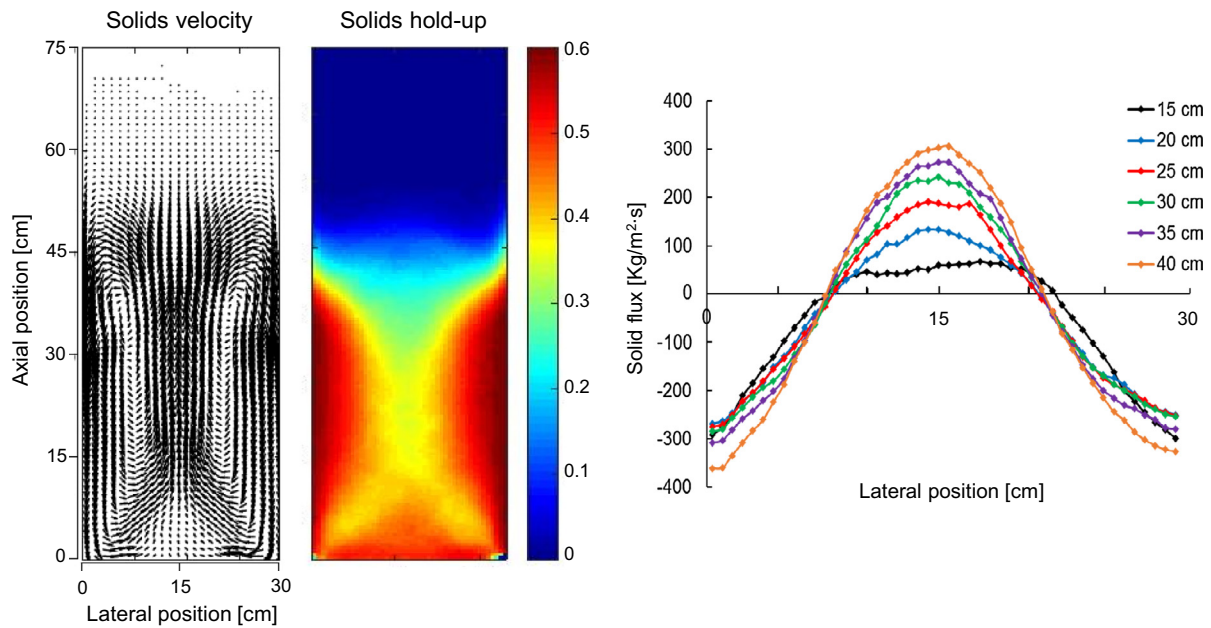 Solids velocity
Solids hold-up
75
60
45
30
15
0
Axial position [cm]
0
15
30
Lateral position [cm]
0.6
0.5
0.4
0.3
0.2
0.1
0
400
300
200
100
0
-100
-200
-300
-400
Solid flux [Kg/m²·s]
0
15
30
Lateral position [cm]
15 cm
20 cm
25 cm
30 cm
35 cm
40 cm